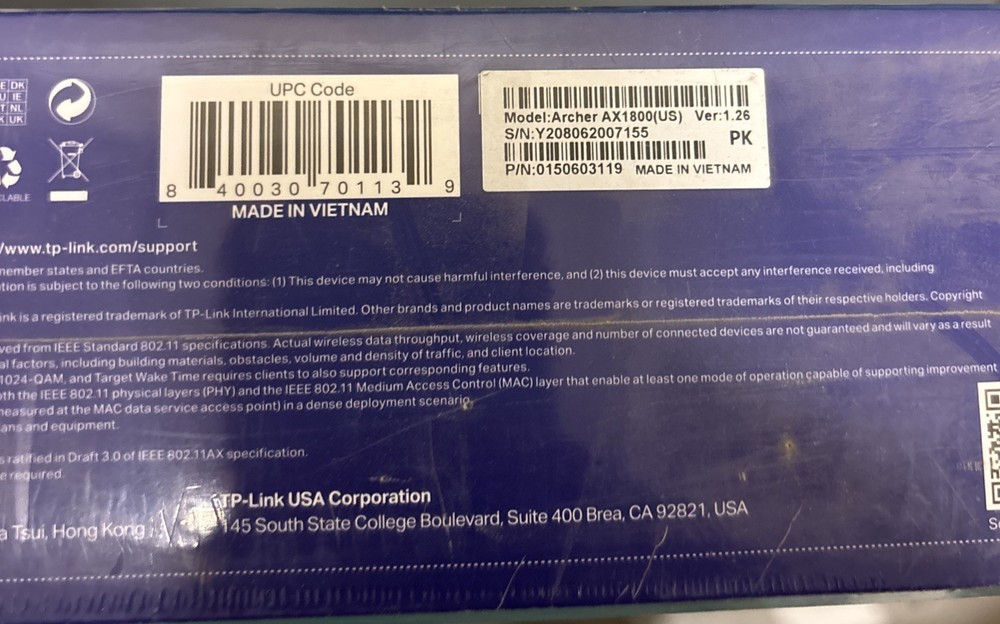 E DK
IE
NL
UK
LABLE
UPC Code
8 40030 70113 9
MADE IN VIETNAM
Model:Archer AX1800(US) Ver:1.26
S/N:Y208062007155
PK
P/N:0150603119 MADE IN VIETNAM
/www.tp-link.com/support
member states and EFTA countries.
tion is subject to the following two conditions: (1) This device may not cause harmful interference, and (2) this device must accept any interference received, including
ink is a registered trademark of TP-Link International Limited. Other brands and product names are trademarks or registered trademarks of their respective holders. Copyright
ved from IEEE Standard 802.11 specifications. Actual wireless data throughput, wireless coverage and number of connected devices are not guaranteed and will vary as a result
al factors, including building materials, obstacles, volume and density of traffic, and client location.
1024-QAM, and Target Wake Time requires clients to also support corresponding features.
oth the IEEE 802.11 physical layers (PHY) and the IEEE 802.11 Medium Access Control (MAC) layer that enable at least one mode of operation capable of supporting improvement
measured at the MAC data service access point) in a dense deployment scenario.
ans and equipment.
s ratified in Draft 3.0 of IEEE 802.11AX specification.
e required.
TP-Link USA Corporation
a Tsui, Hong Kong
145 South State College Boulevard, Suite 400 Brea, CA 92821, USA